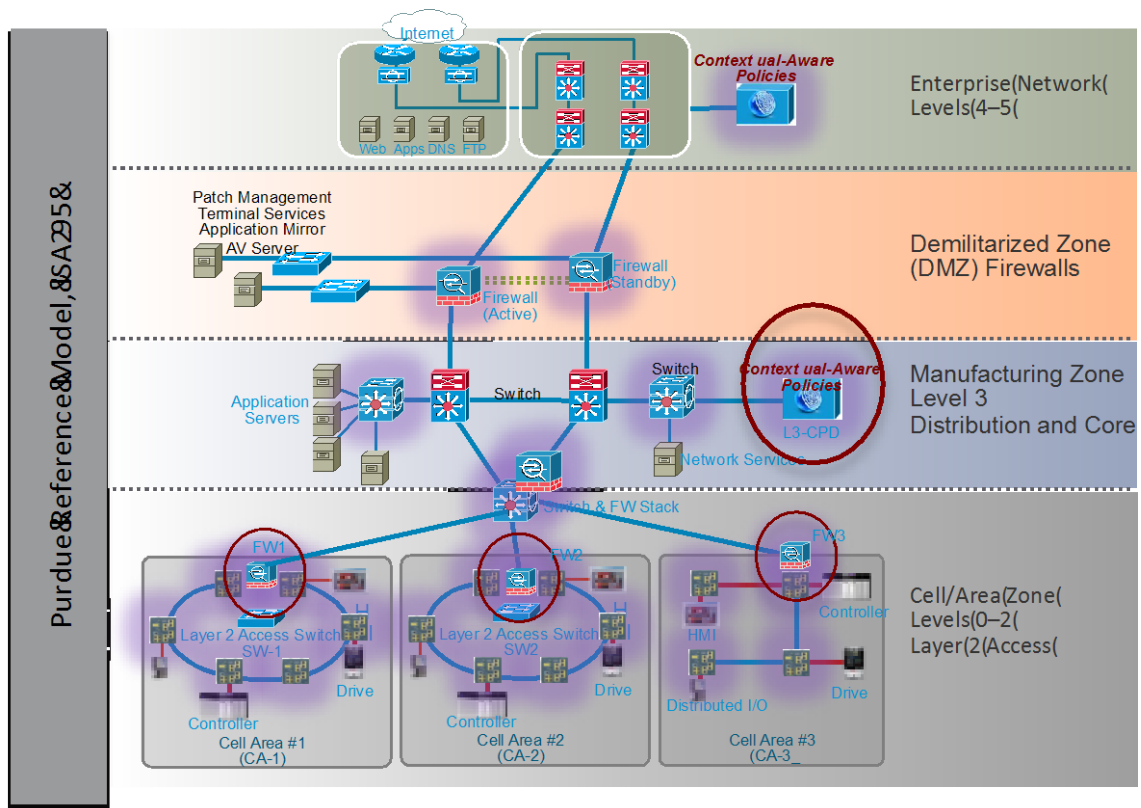 Purdue&Reference&Model,&ISA295&
Internet
Web Apps DNS FTP
Context ual-Aware
Policies
Enterprise(Network(
Levels(4–5(
Patch Management
Terminal Services
Application Mirror
AV Server
Firewall
(Active)
Firewall
(Standby)
Demilitarized Zone
(DMZ) Firewalls
Application
Servers
Switch
Switch
Network Services
Context ual-Aware
Policies
L3-CPD
Manufacturing Zone
Level 3
Distribution and Core
Switch & FW Stack
FW1
Layer 2 Access Switch
SW-1
Drive
Controller
Cell Area #1
(CA-1)
FW2
Layer 2 Access Switch
SW2
Drive
Controller
Cell Area #2
(CA-2)
FW3
Controller
HMI
Distributed I/O
Drive
Cell Area #3
(CA-3_
Cell/Area(Zone(
Levels(0–2(
Layer(2(Access(